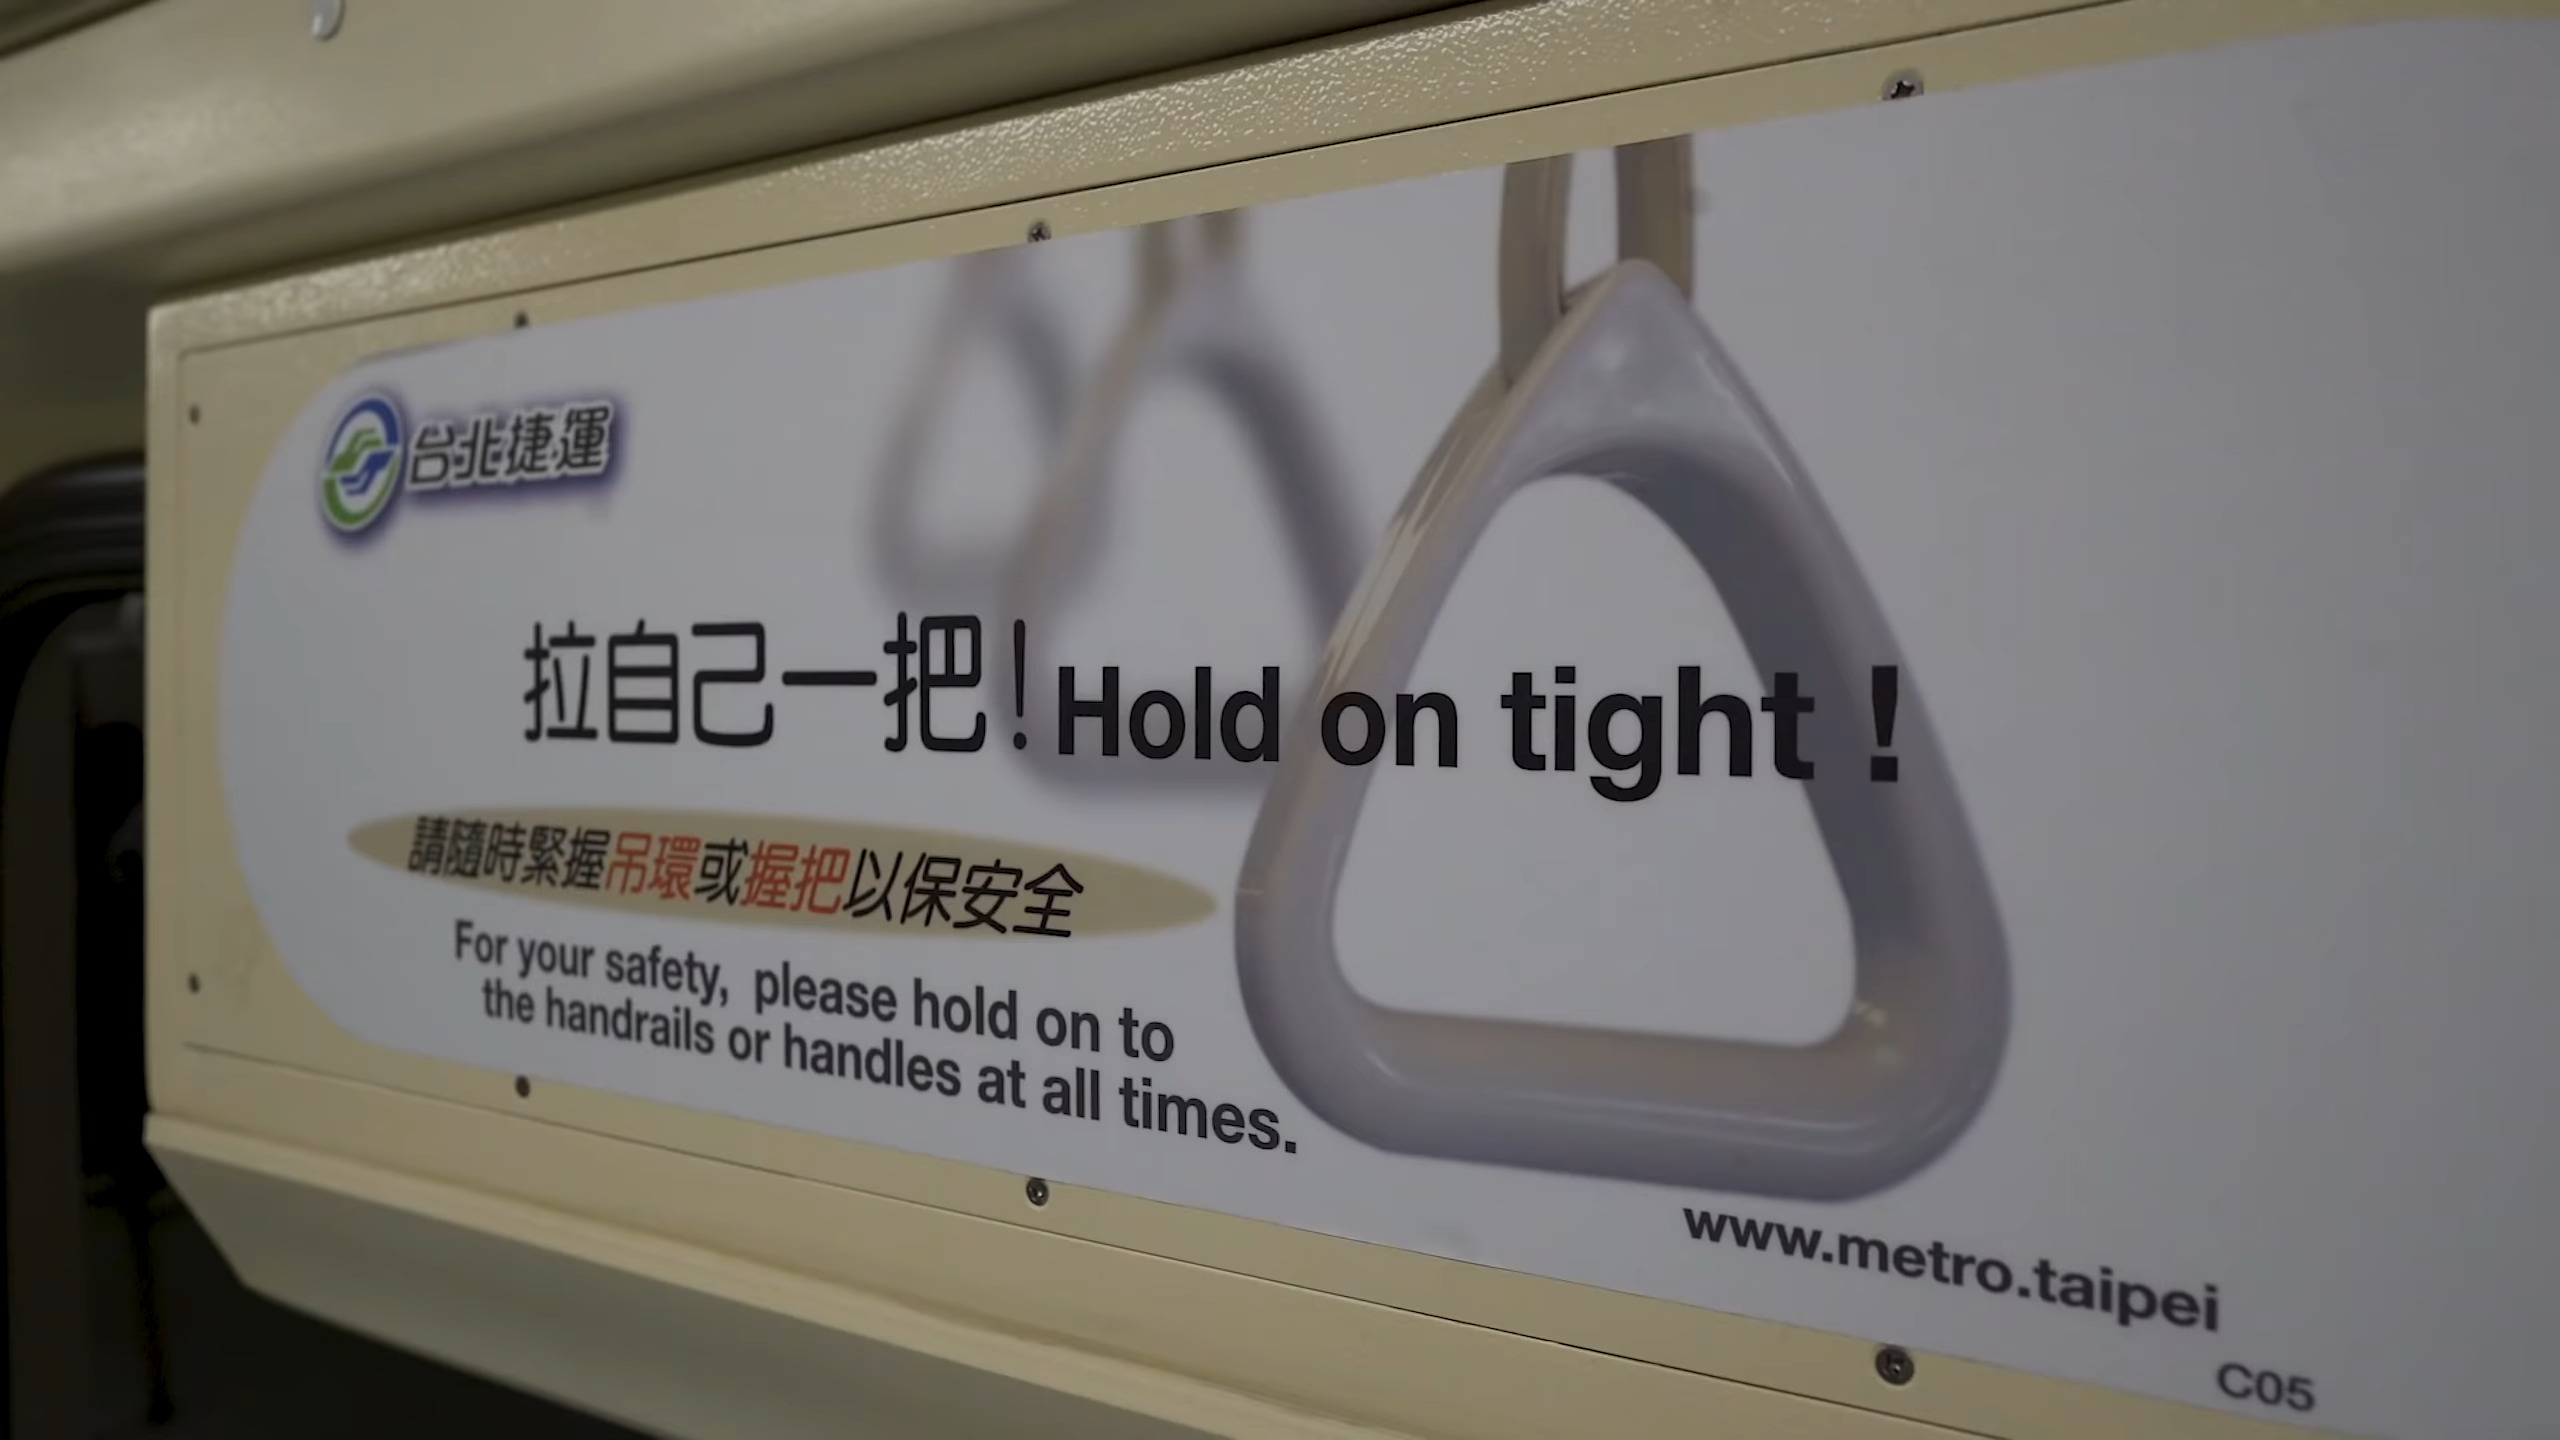 台北捷運
拉自己一把！Hold on tight !
請隨時緊握吊環或握把以保安全
For your safety, please hold on to
the handrails or handles at all times.
www.metro.taipei
C05